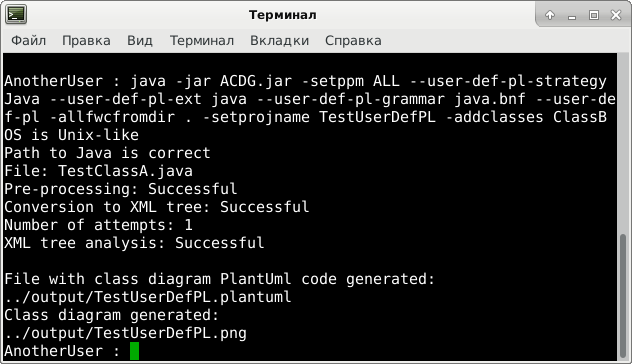 Терминал
Файл Правка Вид Терминал Вкладки Справка
AnotherUser : java -jar ACDG.jar -setppm ALL --user-def-pl-strategy
Java --user-def-pl-ext java --user-def-pl-grammar java.bnf --user-de
f-pl -allfwcfromdir . -setprojname TestUserDefPL -addclasses ClassB
OS is Unix-like
Path to Java is correct
File: TestClassA.java
Pre-processing: Successful
Conversion to XML tree: Successful
Number of attempts: 1
XML tree analysis: Successful
File with class diagram PlantUml code generated:
../output/TestUserDefPL.plantuml
Class diagram generated:
../output/TestUserDefPL.png
AnotherUser :